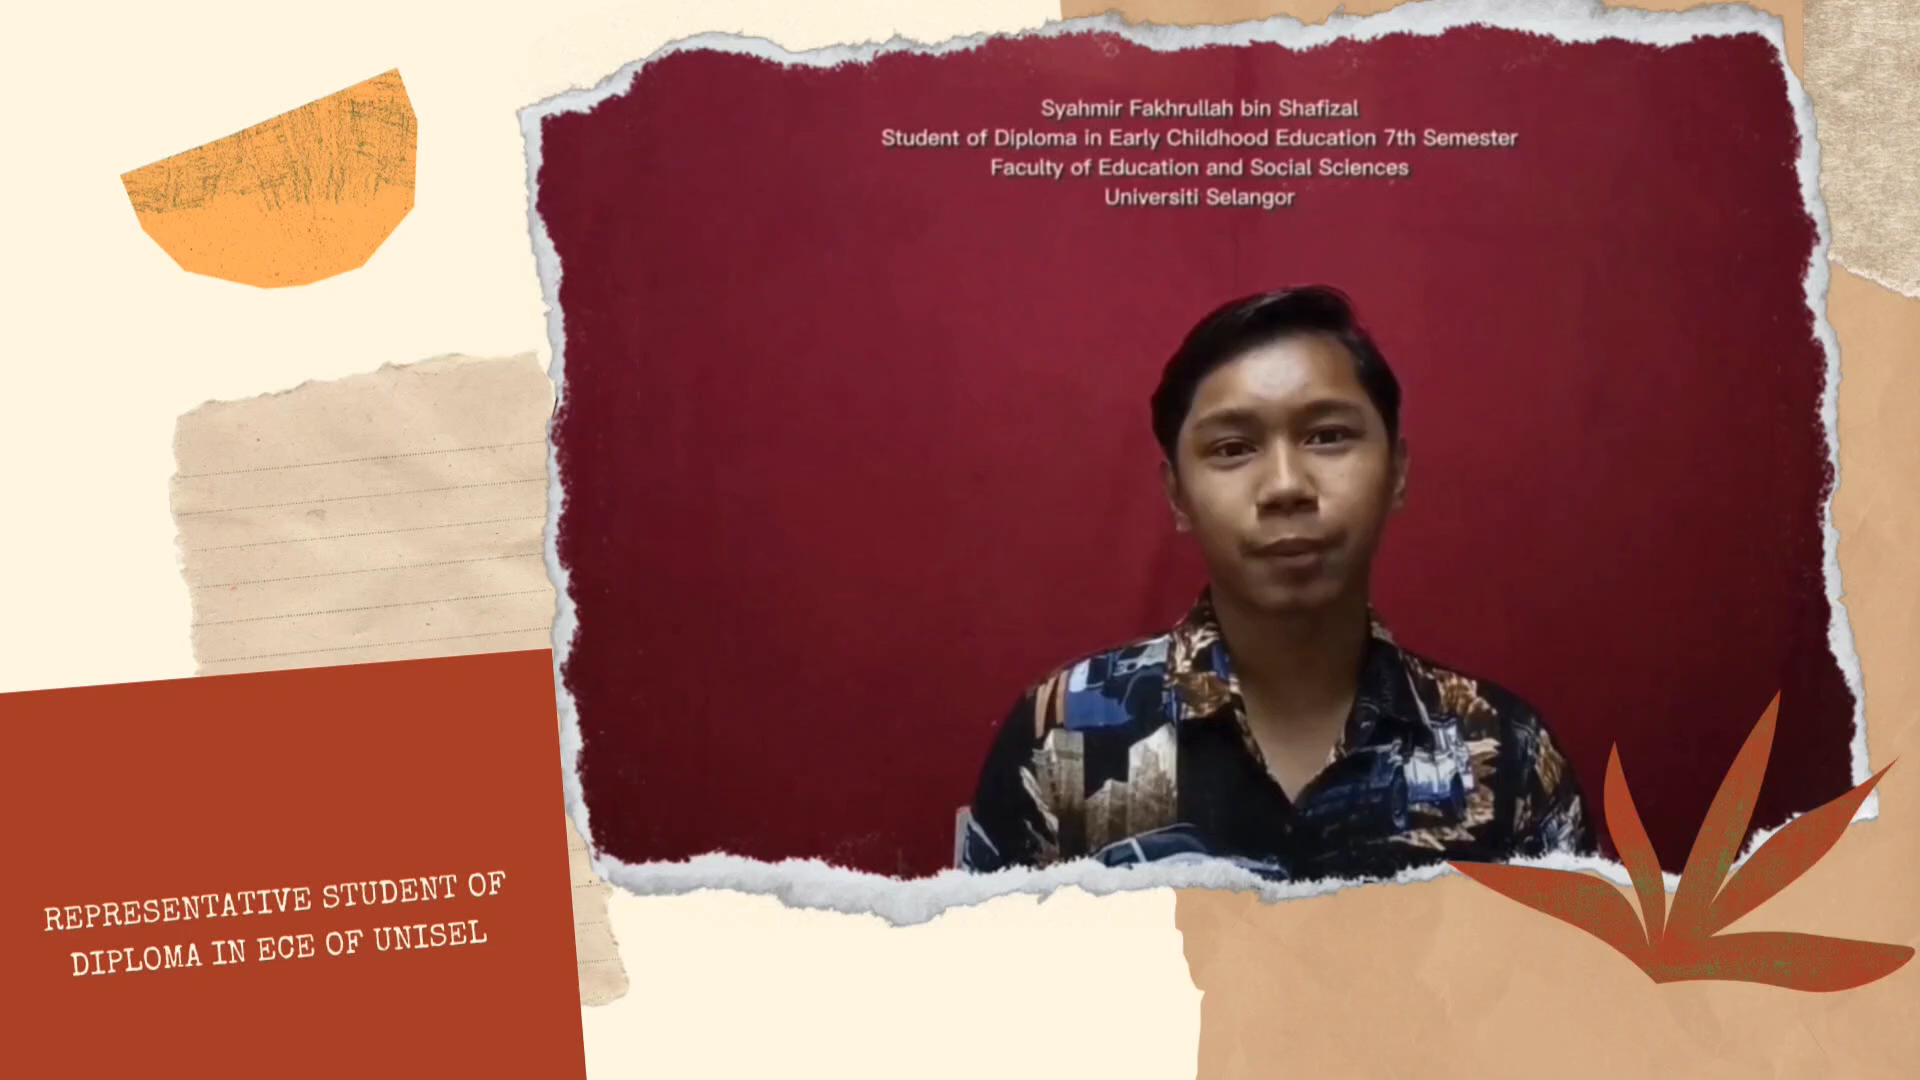 Syahmir Fakhrullah bin Shafizal
Student of Diploma in Early Childhood Education 7th Semester
Faculty of Education and Social Sciences
Universiti Selangor
REPRESENTATIVE STUDENT OF
DIPLOMA IN ECE OF UNISEL